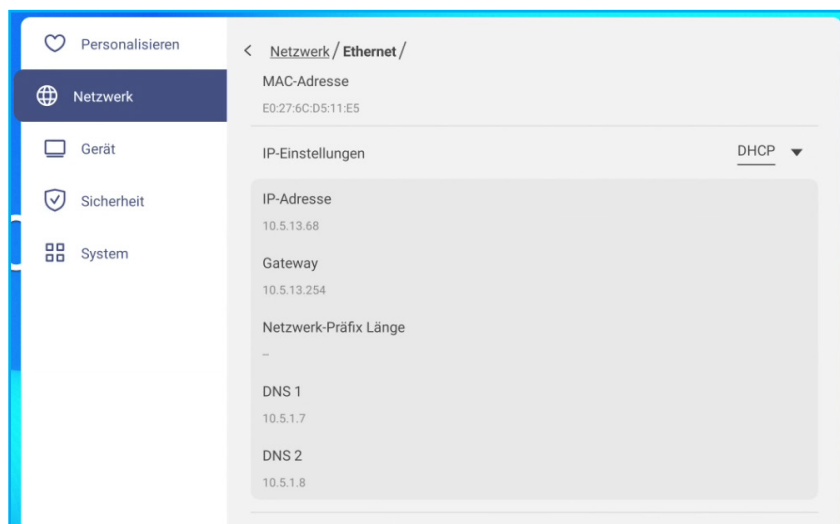 Personalisieren
Netzwerk
Gerät
Sicherheit
System
Netzwerk / Ethernet /
MAC-Adresse
E0:27:6C:D5:11:E5
IP-Einstellungen DHCP
IP-Adresse
10.5.13.68
Gateway
10.5.13.254
Netzwerk-Präfix Länge
–
DNS 1
10.5.1.7
DNS 2
10.5.1.8